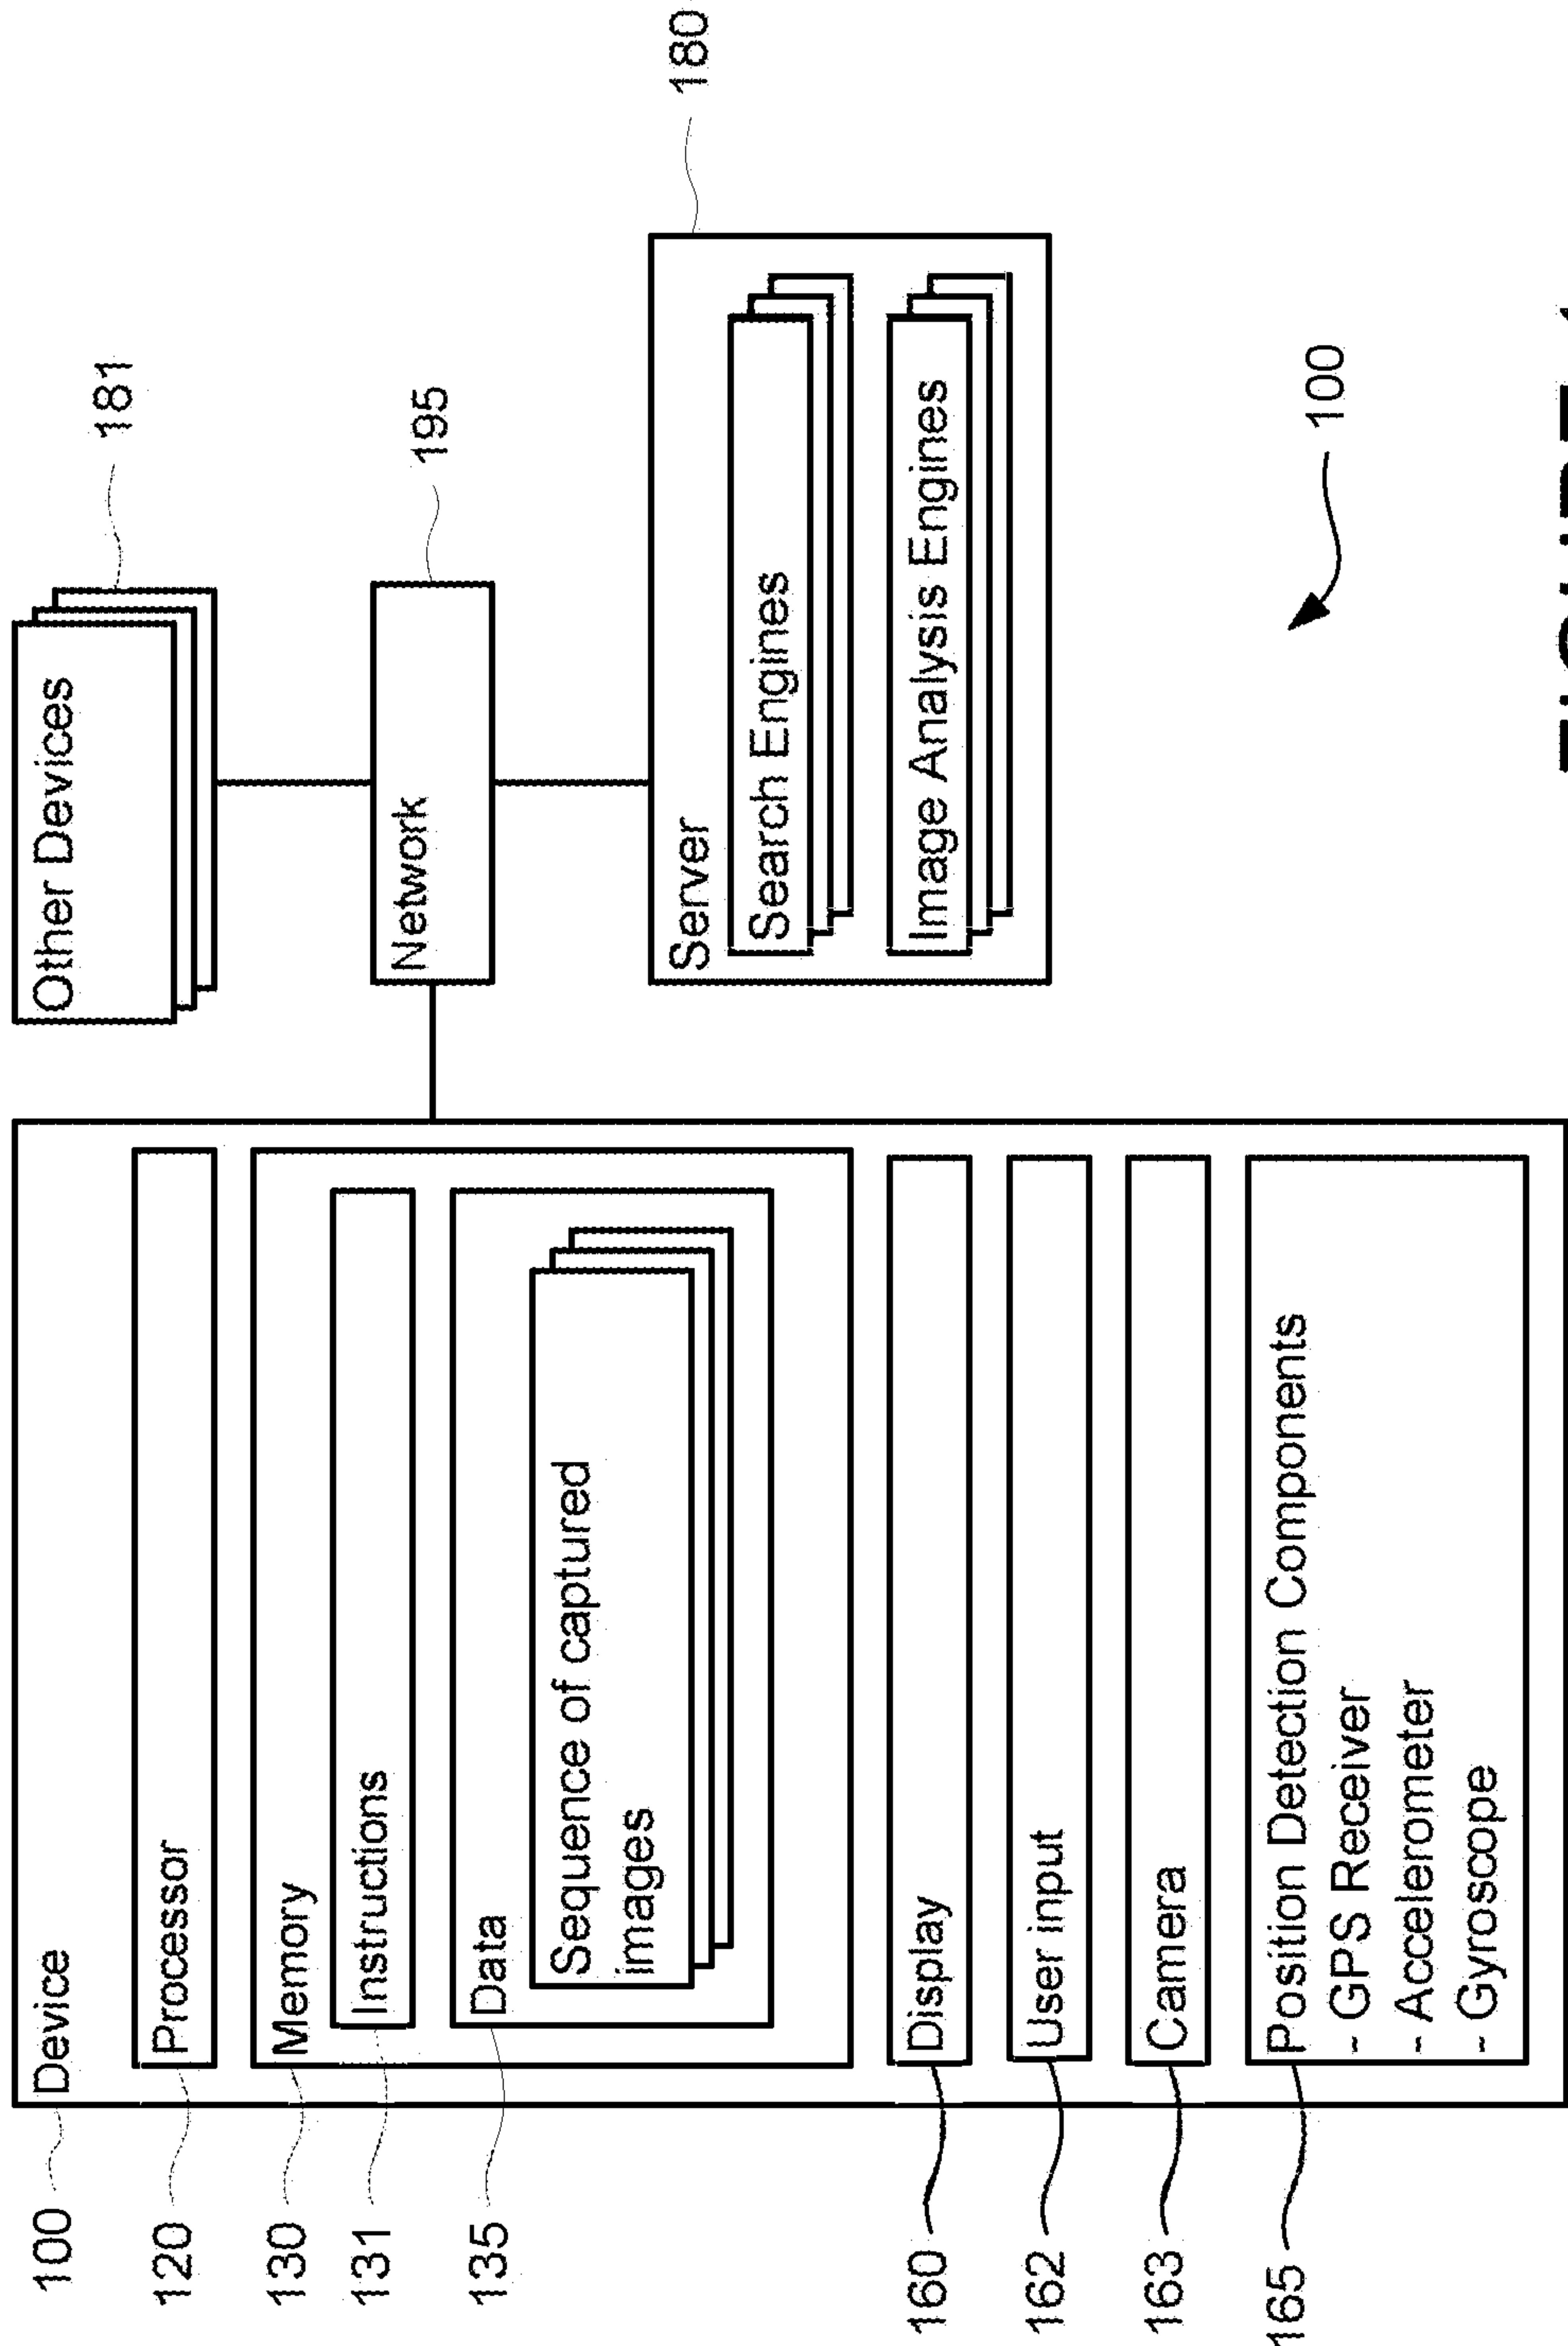 100
Device
120
Processor
130
Memory
131
Instructions
135
Data
Sequence of captured
images
160
Display
162
User input
163
Camera
165
Position Detection Components
- GPS Receiver
- Accelerometer
- Gyroscope
Other Devices
181
Network
195
Server
180
Search Engines
Image Analysis Engines
100